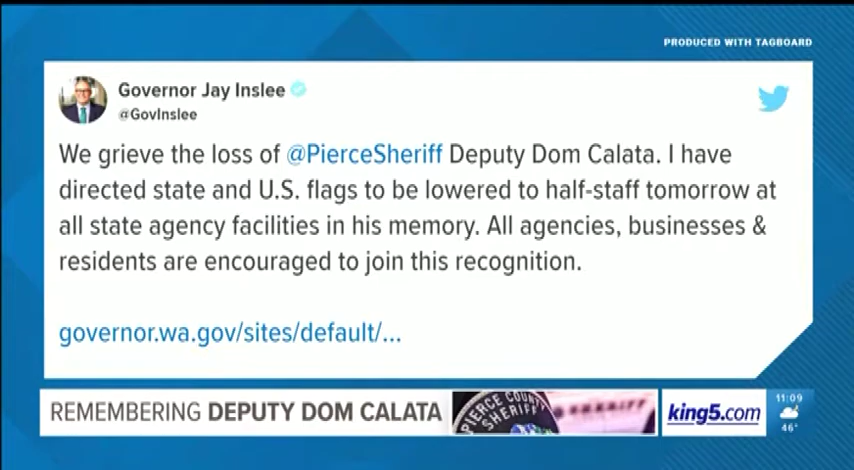 PRODUCED WITH TAGBOARD
Governor Jay Inslee
@GovInslee
We grieve the loss of @PierceSheriff Deputy Dom Calata. I have
directed state and U.S. flags to be lowered to half-staff tomorrow at
all state agency facilities in his memory. All agencies, businesses &
residents are encouraged to join this recognition.
governor.wa.gov/sites/default/...
REMEMBERING DEPUTY DOM CALATA
PIERCE COUNTY
SHERIFF
SHERIFF
king5.com
11:09
46°